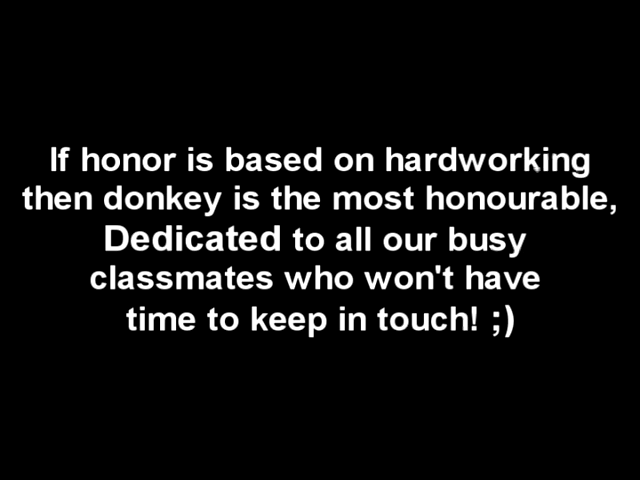 If honor is based on hardworking
then donkey is the most honourable,
Dedicated to all our busy
classmates who won't have
time to keep in touch! ;)